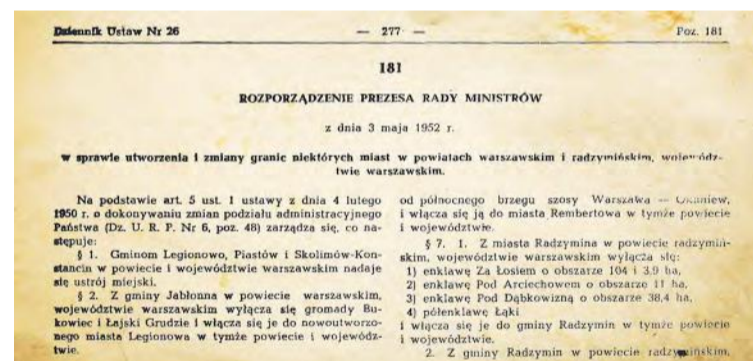 Dziennik Ustaw Nr 26 — 277 — Poz. 181
181
ROZPORZĄDZENIE PREZESA RADY MINISTRÓW
z dnia 3 maja 1952 r.
w sprawie utworzenia i zmiany granic niektórych miast w powiatach warszawskim i radzymińskim, wojewódz-
twie warszawskim.
Na podstawie art. 5 ust. 1 ustawy z dnia 4 lutego
1950 r. o dokonywaniu zmian podziału administracyjnego
Państwa (Dz. U. R. P. Nr 6, poz. 48) zarządza się, co na-
stępuje:
§ 1. Gminom Legionowo, Piastów i Skolimów-Kon-
stancin w powiecie i województwie warszawskim nadaje
się ustrój miejski.
§ 2. Z gminy Jabłonna w powiecie warszawskim,
województwie warszawskim wyłącza się gromady Bu-
kowiec i Łajski Grudzie i włącza się je do nowoutworzo-
nego miasta Legionowa w tymże powiecie i wojewódz-
twie.
od północnego brzegu szosy Warszawa — Okuniew,
i włącza się ją do miasta Rembertowa w tymże powiecie
i województwie.
§ 7. 1. Z miasta Radzymina w powiecie radzymiń-
skim, województwie warszawskim wyłącza się:
1) enklawę Za Łosiem o obszarze 104 i 3,9 ha,
2) enklawę Pod Arciechowem o obszarze 11 ha,
3) enklawę Pod Dąbkowizną o obszarze 38,4 ha,
4) półenklawę Łąki
i włącza się je do gminy Radzymin w tymże powiecie
i województwie.
2. Z gminy Radzymin w powiecie radzymińskim,